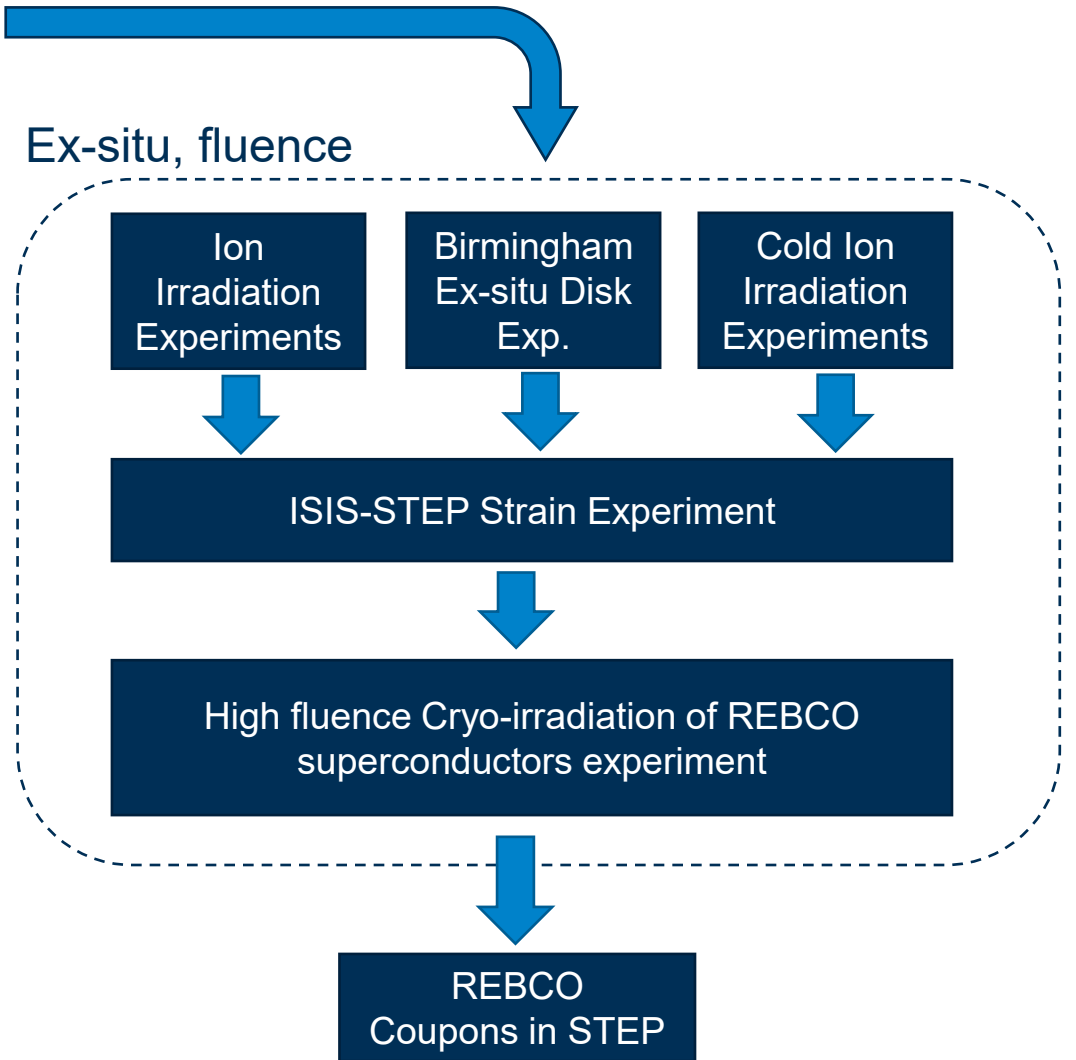 Ex-situ, fluence
Ion
Irradiation
Experiments
Birmingham
Ex-situ Disk
Exp.
Cold Ion
Irradiation
Experiments
ISIS-STEP Strain Experiment
High fluence Cryo-irradiation of REBCO
superconductors experiment
REBCO
Coupons in STEP